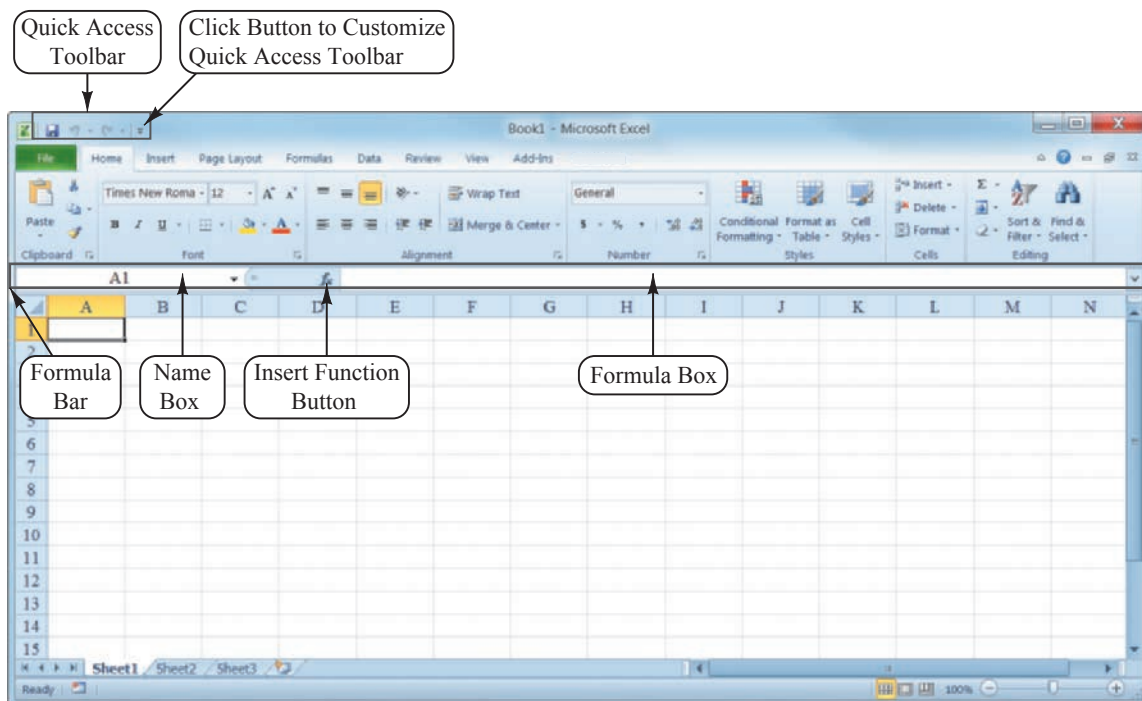 Quick Access
Toolbar
Click Button to Customize
Quick Access Toolbar
Book1 - Microsoft Excel
File Home Insert Page Layout Formulas Data Review View Add-Ins
Paste
Times New Roma 12
B I U
Wrap Text
Merge & Center
General
$ %
Conditional
Formatting
Format as
Table
Cell
Styles
Insert
Delete
Format
Σ
Sort &
Filter
Find &
Select
Clipboard Font Alignment Number Styles Cells Editing
A1 fx
A B C D E F G H I J K L M N
1
2
Formula
Bar
Name
Box
Insert Function
Button
Formula Box
5
6
7
8
9
10
11
12
13
14
15
Sheet1 Sheet2 Sheet3
Ready 100%